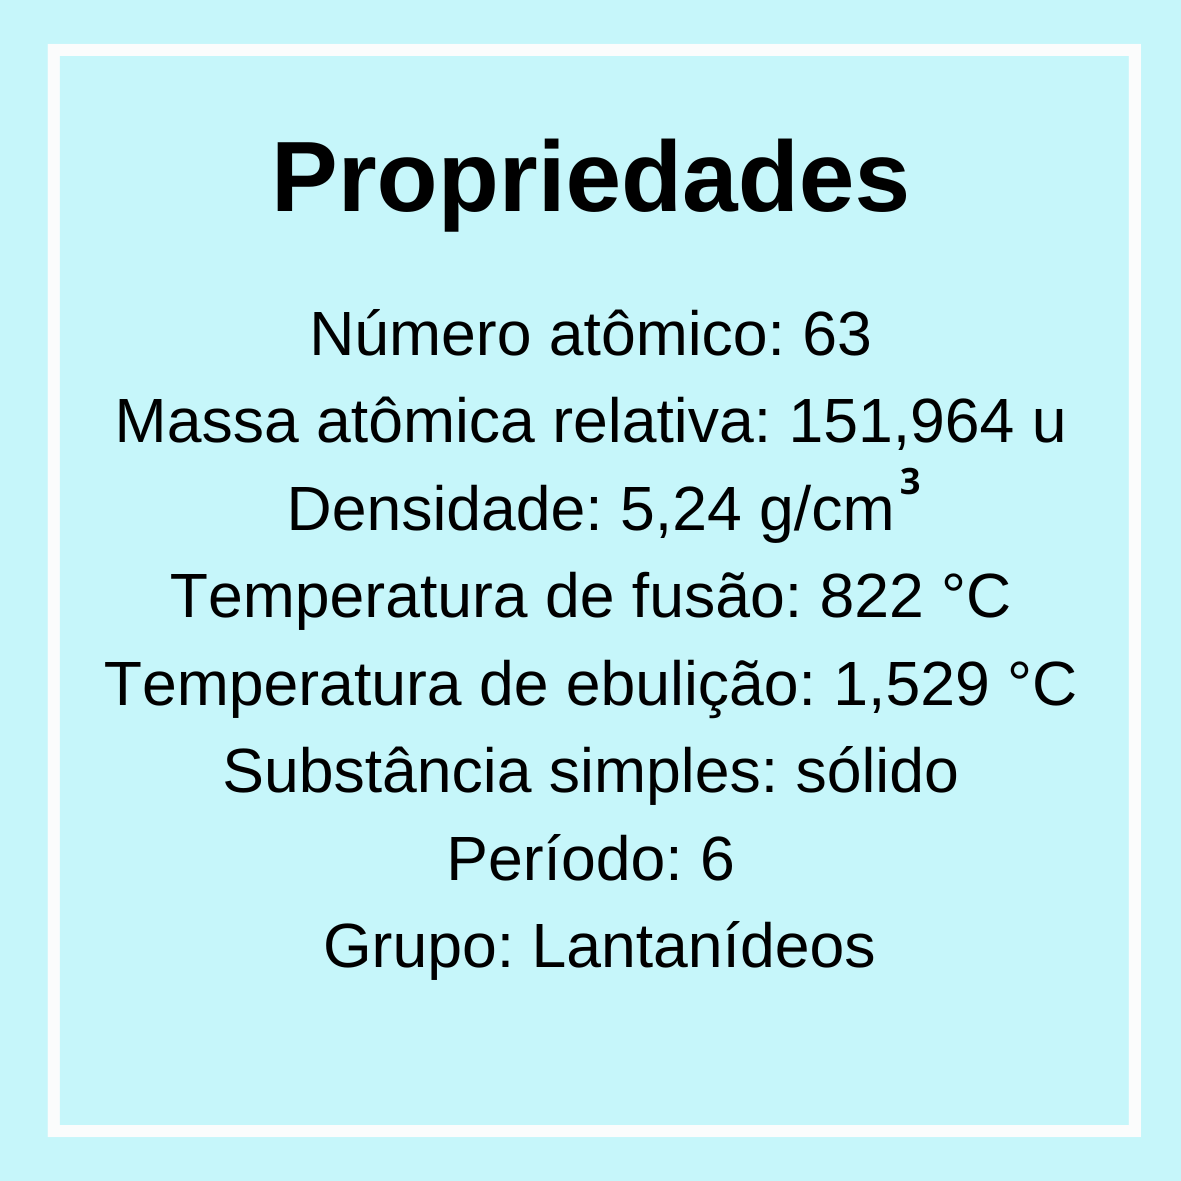 Propriedades
Número atômico: 63
Massa atômica relativa: 151,964 u
Densidade: 5,24 g/cm³
Temperatura de fusão: 822 °C
Temperatura de ebulição: 1,529 °C
Substância simples: sólido
Período: 6
Grupo: Lantanídeos